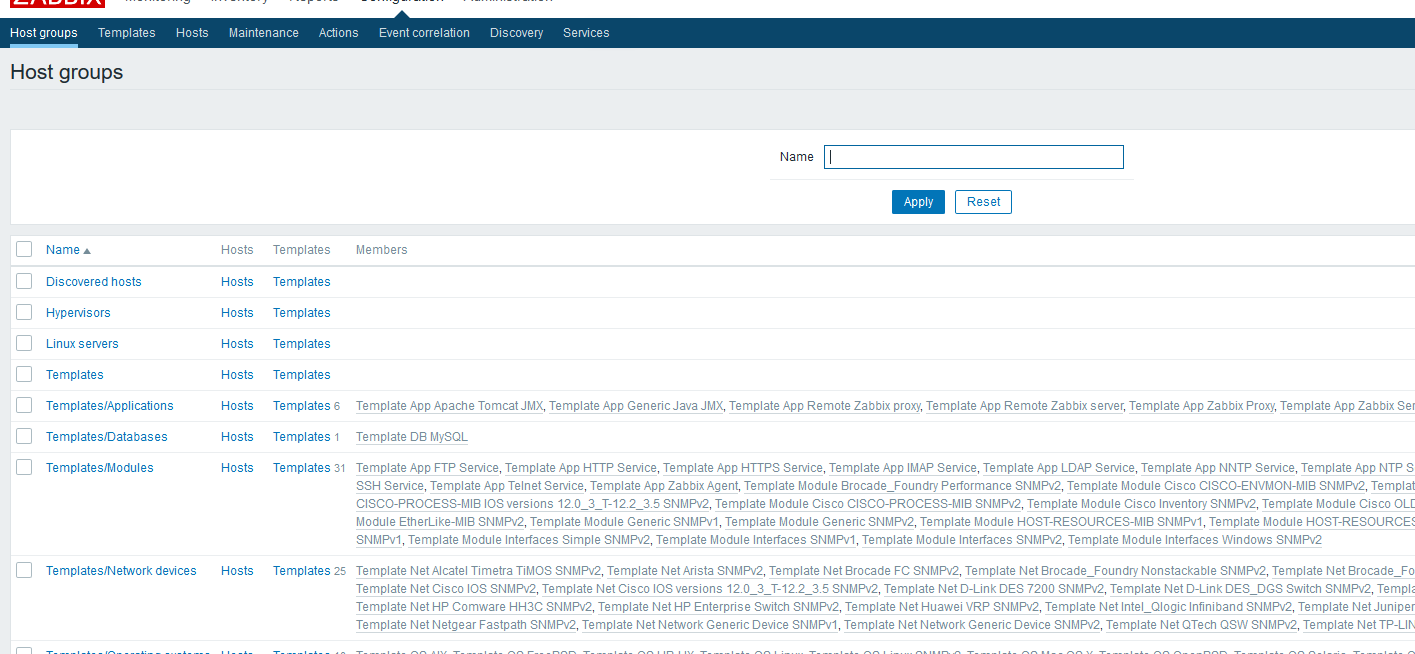 ZABBIX Monitoring Inventory Reports Configuration Administration
Host groups Templates Hosts Maintenance Actions Event correlation Discovery Services
Host groups
Name
Apply Reset
Name Hosts Templates Members
Discovered hosts Hosts Templates
Hypervisors Hosts Templates
Linux servers Hosts Templates
Templates Hosts Templates
Templates/Applications Hosts Templates 6 Template App Apache Tomcat JMX, Template App Generic Java JMX, Template App Remote Zabbix proxy, Template App Remote Zabbix server, Template App Zabbix Proxy, Template App Zabbix Ser
Templates/Databases Hosts Templates 1 Template DB MySQL
Templates/Modules Hosts Templates 31 Template App FTP Service, Template App HTTP Service, Template App HTTPS Service, Template App IMAP Service, Template App LDAP Service, Template App NNTP Service, Template App NTP S
SSH Service, Template App Telnet Service, Template App Zabbix Agent, Template Module Brocade_Foundry Performance SNMPv2, Template Module Cisco CISCO-ENVMON-MIB SNMPv2, Templat
CISCO-PROCESS-MIB IOS versions 12.0_3_T-12.2_3.5 SNMPv2, Template Module Cisco CISCO-PROCESS-MIB SNMPv2, Template Module Cisco Inventory SNMPv2, Template Module Cisco OLD
Module EtherLike-MIB SNMPv2, Template Module Generic SNMPv1, Template Module Generic SNMPv2, Template Module HOST-RESOURCES-MIB SNMPv1, Template Module HOST-RESOURCES
SNMPv1, Template Module Interfaces Simple SNMPv2, Template Module Interfaces SNMPv1, Template Module Interfaces SNMPv2, Template Module Interfaces Windows SNMPv2
Templates/Network devices Hosts Templates 25 Template Net Alcatel Timetra TiMOS SNMPv2, Template Net Arista SNMPv2, Template Net Brocade FC SNMPv2, Template Net Brocade_Foundry Nonstackable SNMPv2, Template Net Brocade_Fo
Template Net Cisco IOS SNMPv2, Template Net Cisco IOS versions 12.0_3_T-12.2_3.5 SNMPv2, Template Net D-Link DES 7200 SNMPv2, Template Net D-Link DES_DGS Switch SNMPv2, Templa
Template Net HP Comware HH3C SNMPv2, Template Net HP Enterprise Switch SNMPv2, Template Net Huawei VRP SNMPv2, Template Net Intel_Qlogic Infiniband SNMPv2, Template Net Juniper
Template Net Netgear Fastpath SNMPv2, Template Net Network Generic Device SNMPv1, Template Net Network Generic Device SNMPv2, Template Net QTech QSW SNMPv2, Template Net TP-LIN
Templates/Operating systems Hosts Templates